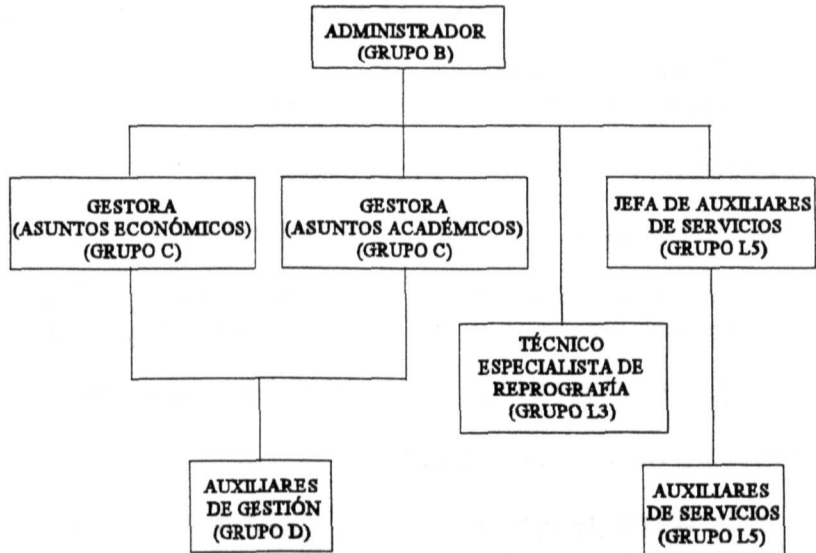 ADMINISTRADOR
(GRUPO B)
GESTORA
(ASUNTOS ECONÓMICOS)
(GRUPO C)
GESTORA
(ASUNTOS ACADÉMICOS)
(GRUPO C)
JEFA DE AUXILIARES
DE SERVICIOS
(GRUPO L5)
TÉCNICO
ESPECIALISTA DE
REPROGRAFÍA
(GRUPO L3)
AUXILIARES
DE GESTIÓN
(GRUPO D)
AUXILIARES
DE SERVICIOS
(GRUPO L5)